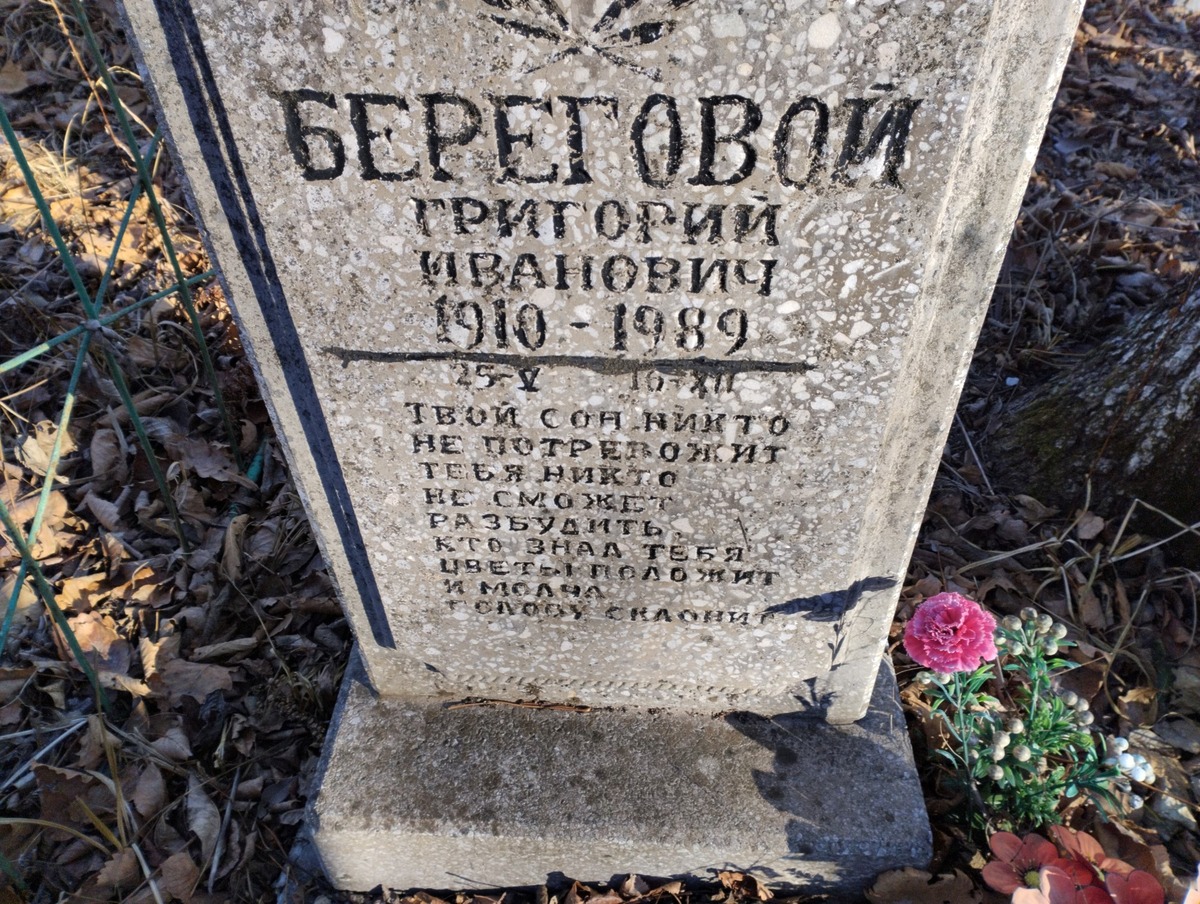 БЕРЕГОВОЙ
ГРИГОРИЙ
ИВАНОВИЧ
1910 - 1989
25-V 16-XII
ТВОЙ СОН НИКТО
НЕ ПОТРЕВОЖИТ
ТЕБЯ НИКТО
НЕ СМОЖЕТ
РАЗБУДИТЬ,
КТО ЗНАЛ ТЕБЯ
ЦВЕТЫ ПОЛОЖИТ
И МОЛЧА
ГОЛОВУ СКЛОНИТ